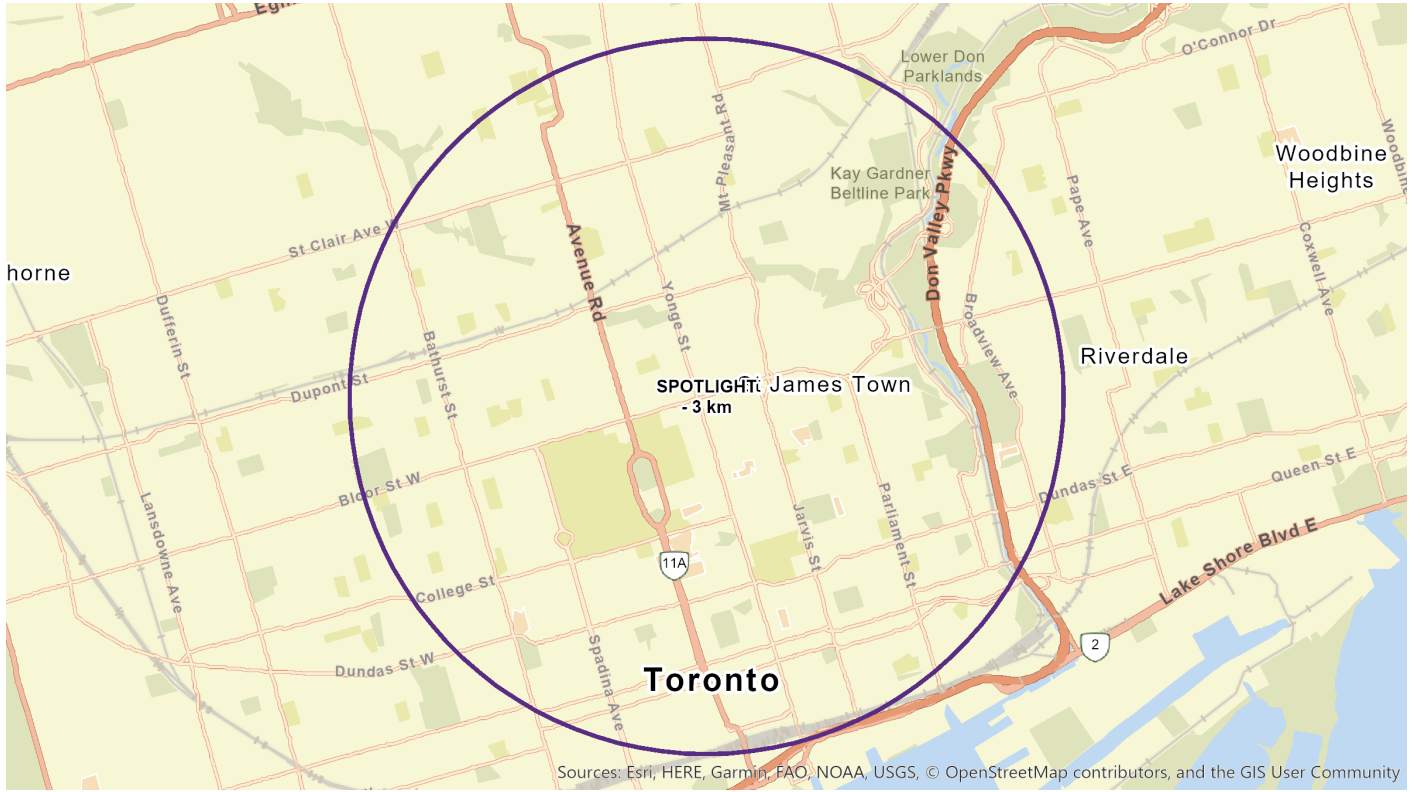 Egli
O'Connor Dr
Lower Don
Parklands
Mt Pleasant Rd
Woodbine
Woodbine
Heights
Kay Gardner
Beltline Park
Don Valley Pkwy
Pape Ave
St Clair Ave W
Avenue Rd
Coxwell Ave
horne
Dufferin St
Yonge St
Broadview Ave
Bathurst St
Riverdale
Dupont St
SPOTLIGHT:
- 3 km
St James Town
Bloor St W
Dundas St E
Queen St E
Lansdowne Ave
Jarvis St
Parliament St
11A
College St
Lake Shore Blvd E
2
Dundas St W
Spadina Ave
Toronto
Sources: Esri, HERE, Garmin, FAO, NOAA, USGS, © OpenStreetMap contributors, and the GIS User Community